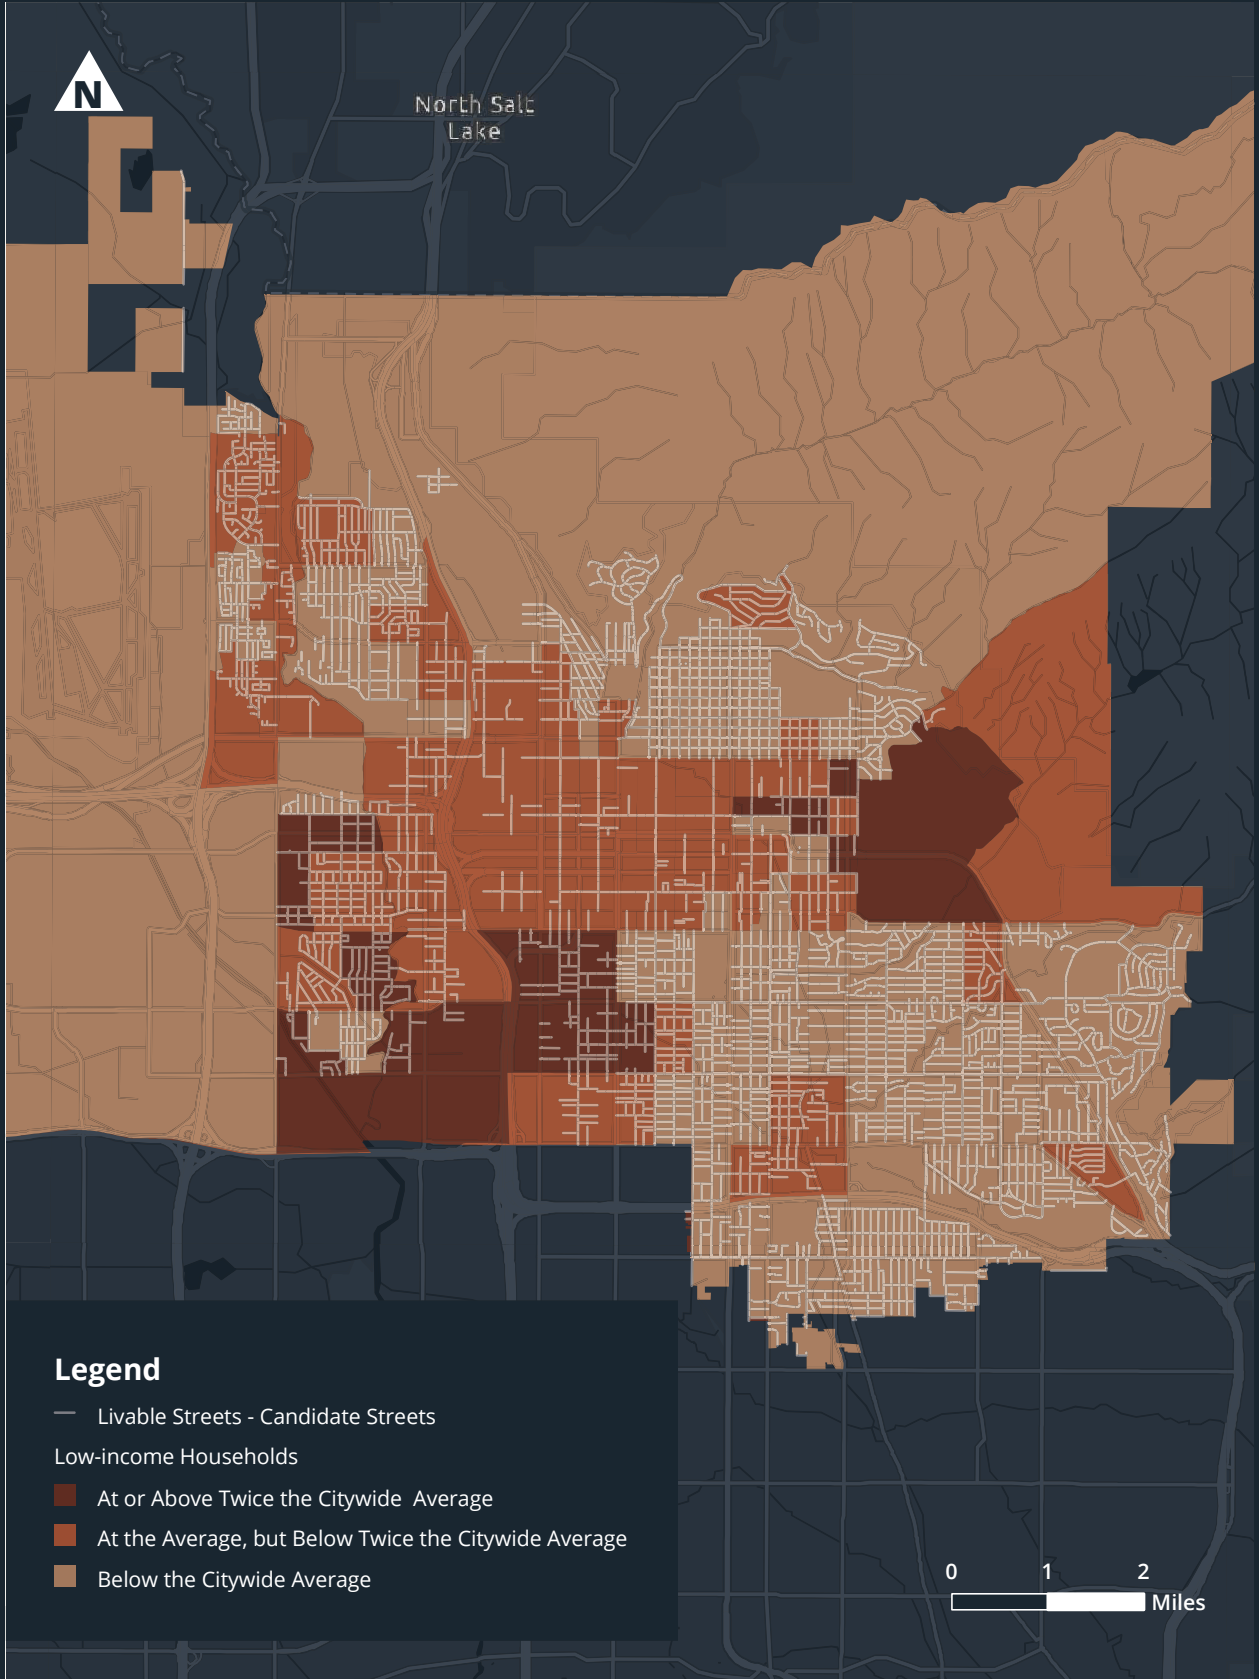 N
North Salt
Lake
Legend
Livable Streets - Candidate Streets
Low-income Households
At or Above Twice the Citywide Average
At the Average, but Below Twice the Citywide Average
Below the Citywide Average
0 1 2
Miles